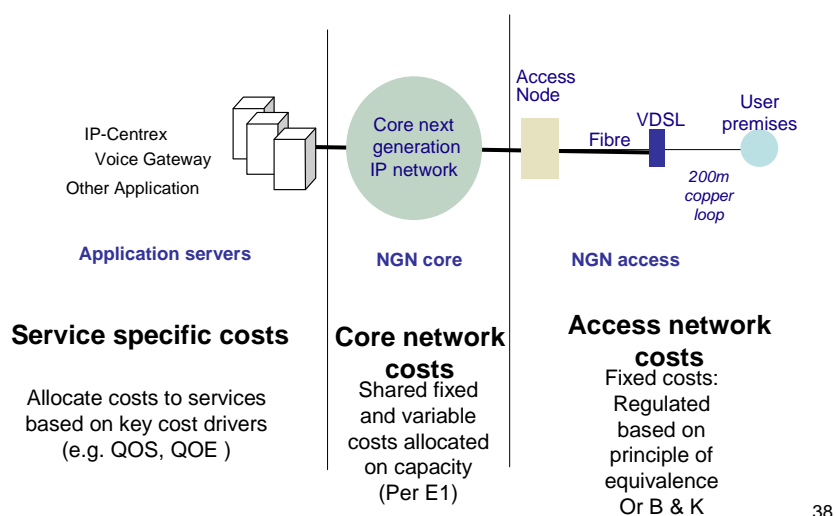 IP-Centrex
Voice Gateway
Other Application
Core next
generation
IP network
Access
Node
Fibre
VDSL
User
premises
200m
copper
loop
Application servers
NGN core
NGN access
Service specific costs
Allocate costs to services
based on key cost drivers
(e.g. QOS, QOE )
Core network
costs
Shared fixed
and variable
costs allocated
on capacity
(Per E1)
Access network
costs
Fixed costs:
Regulated
based on
principle of
equivalence
Or B & K
38